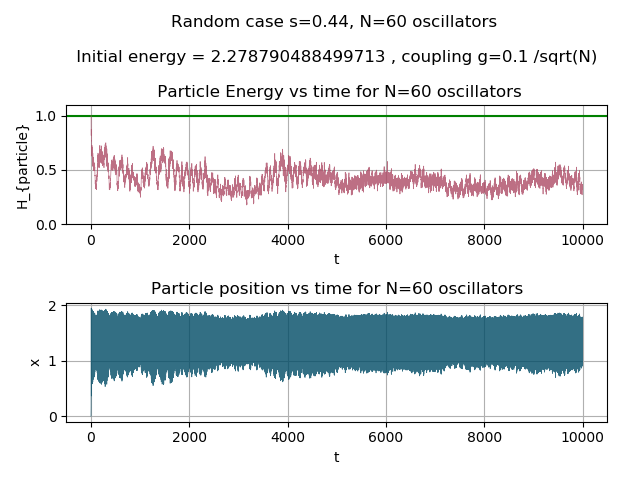 Random case s=0.44, N=60 oscillators
Initial energy = 2.278790488499713 , coupling g=0.1 /sqrt(N)
Particle Energy vs time for N=60 oscillators
H_{particle}
1.0
0.5
0.0
0 2000 4000 6000 8000 10000
t
Particle position vs time for N=60 oscillators
x
2
1
0
0 2000 4000 6000 8000 10000
t